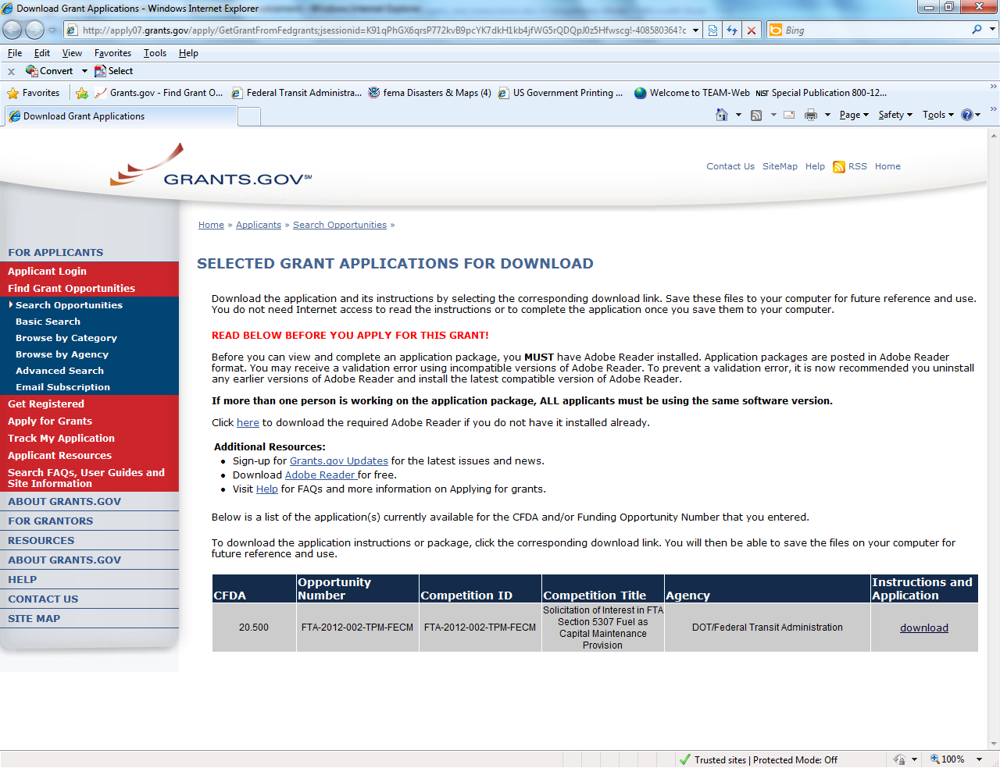 Download Grant Applications - Windows Internet Explorer
http://apply07.grants.gov/apply/GetGrantFromFedgrants;jsessionid=K91qPhGX6qrsP772kvB9pcYK7dkH1kb4jfWG5rQDQpJ0z5Hfwscg!-408580364?c
Bing
File Edit View Favorites Tools Help
x Convert Select
Favorites Grants.gov - Find Grant O... Federal Transit Administra... fema Disasters & Maps (4) US Government Printing ... Welcome to TEAM-Web NIST Special Publication 800-12... »
Download Grant Applications
Page Safety Tools »
GRANTS.GOV℠
Contact Us SiteMap Help RSS Home
Home » Applicants » Search Opportunities »
FOR APPLICANTS
Applicant Login
Find Grant Opportunities
Search Opportunities
Basic Search
Browse by Category
Browse by Agency
Advanced Search
Email Subscription
Get Registered
Apply for Grants
Track My Application
Applicant Resources
Search FAQs, User Guides and
Site Information
ABOUT GRANTS.GOV
FOR GRANTORS
RESOURCES
ABOUT GRANTS.GOV
HELP
CONTACT US
SITE MAP
SELECTED GRANT APPLICATIONS FOR DOWNLOAD
Download the application and its instructions by selecting the corresponding download link. Save these files to your computer for future reference and use.
You do not need Internet access to read the instructions or to complete the application once you save them to your computer.
READ BELOW BEFORE YOU APPLY FOR THIS GRANT!
Before you can view and complete an application package, you MUST have Adobe Reader installed. Application packages are posted in Adobe Reader
format. You may receive a validation error using incompatible versions of Adobe Reader. To prevent a validation error, it is now recommended you uninstall
any earlier versions of Adobe Reader and install the latest compatible version of Adobe Reader.
If more than one person is working on the application package, ALL applicants must be using the same software version.
Click here to download the required Adobe Reader if you do not have it installed already.
Additional Resources:
• Sign-up for Grants.gov Updates for the latest issues and news.
• Download Adobe Reader for free.
• Visit Help for FAQs and more information on Applying for grants.
Below is a list of the application(s) currently available for the CFDA and/or Funding Opportunity Number that you entered.
To download the application instructions or package, click the corresponding download link. You will then be able to save the files on your computer for
future reference and use.
CFDA
Opportunity
Number
Competition ID
Competition Title
Agency
Instructions and
Application
20.500
FTA-2012-002-TPM-FECM
FTA-2012-002-TPM-FECM
Solicitation of Interest in FTA
Section 5307 Fuel as
Capital Maintenance
Provision
DOT/Federal Transit Administration
download
Trusted sites | Protected Mode: Off
100%